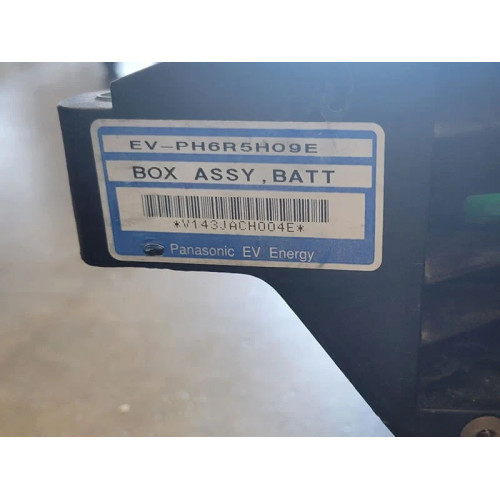 EV-PH6R5H09E
BOX ASSY,BATT
*V143JACH004E*
Panasonic EV Energy